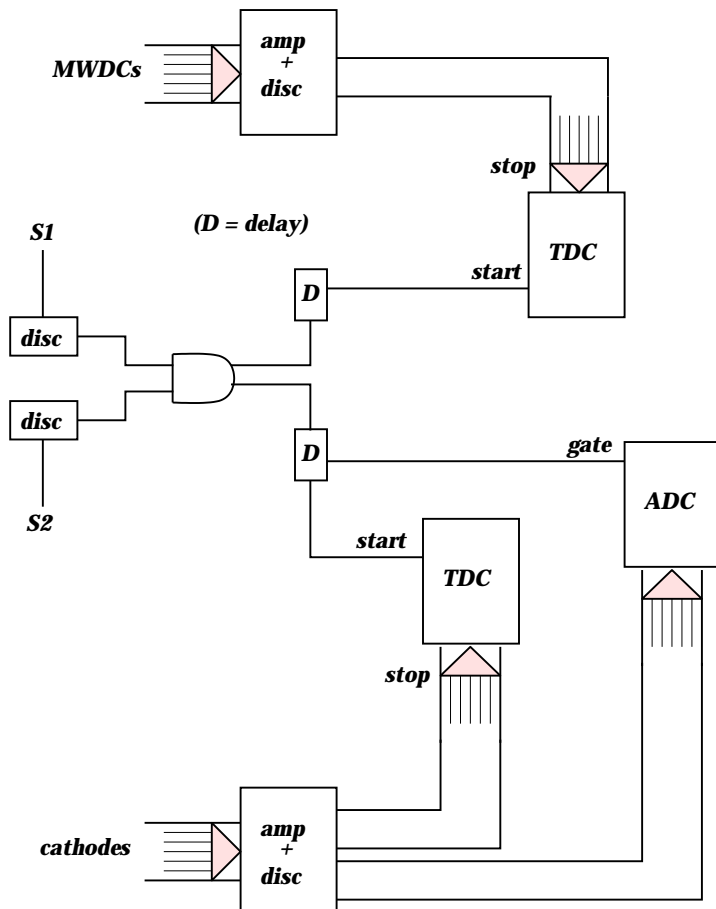 amp
+
disc
MWDCs
stop
(D = delay)
S1
TDC
start
D
disc
disc
D
gate
ADC
S2
start
TDC
stop
amp
+
disc
cathodes